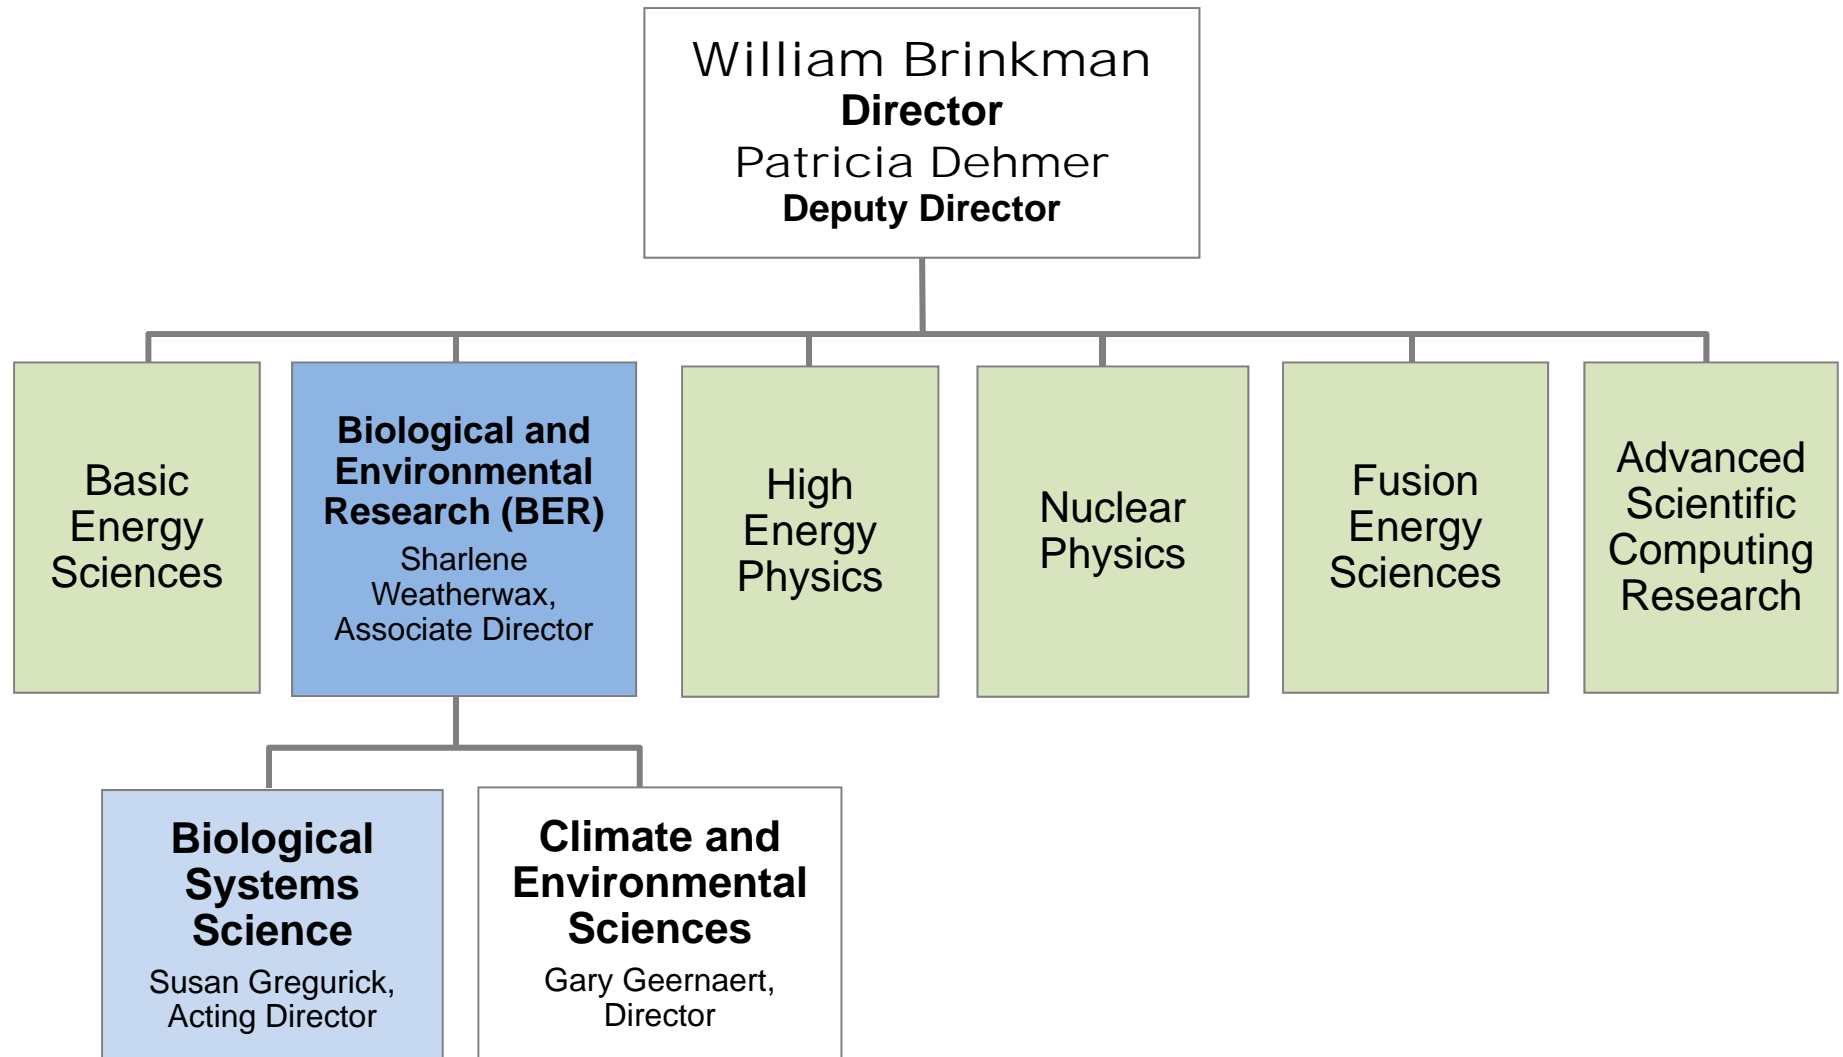 William Brinkman
Director
Patricia Dehmer
Deputy Director
Basic
Energy
Sciences
Biological and
Environmental
Research (BER)
Sharlene
Weatherwax,
Associate Director
High
Energy
Physics
Nuclear
Physics
Fusion
Energy
Sciences
Advanced
Scientific
Computing
Research
Biological
Systems
Science
Susan Gregurick,
Acting Director
Climate and
Environmental
Sciences
Gary Geernaert,
Director